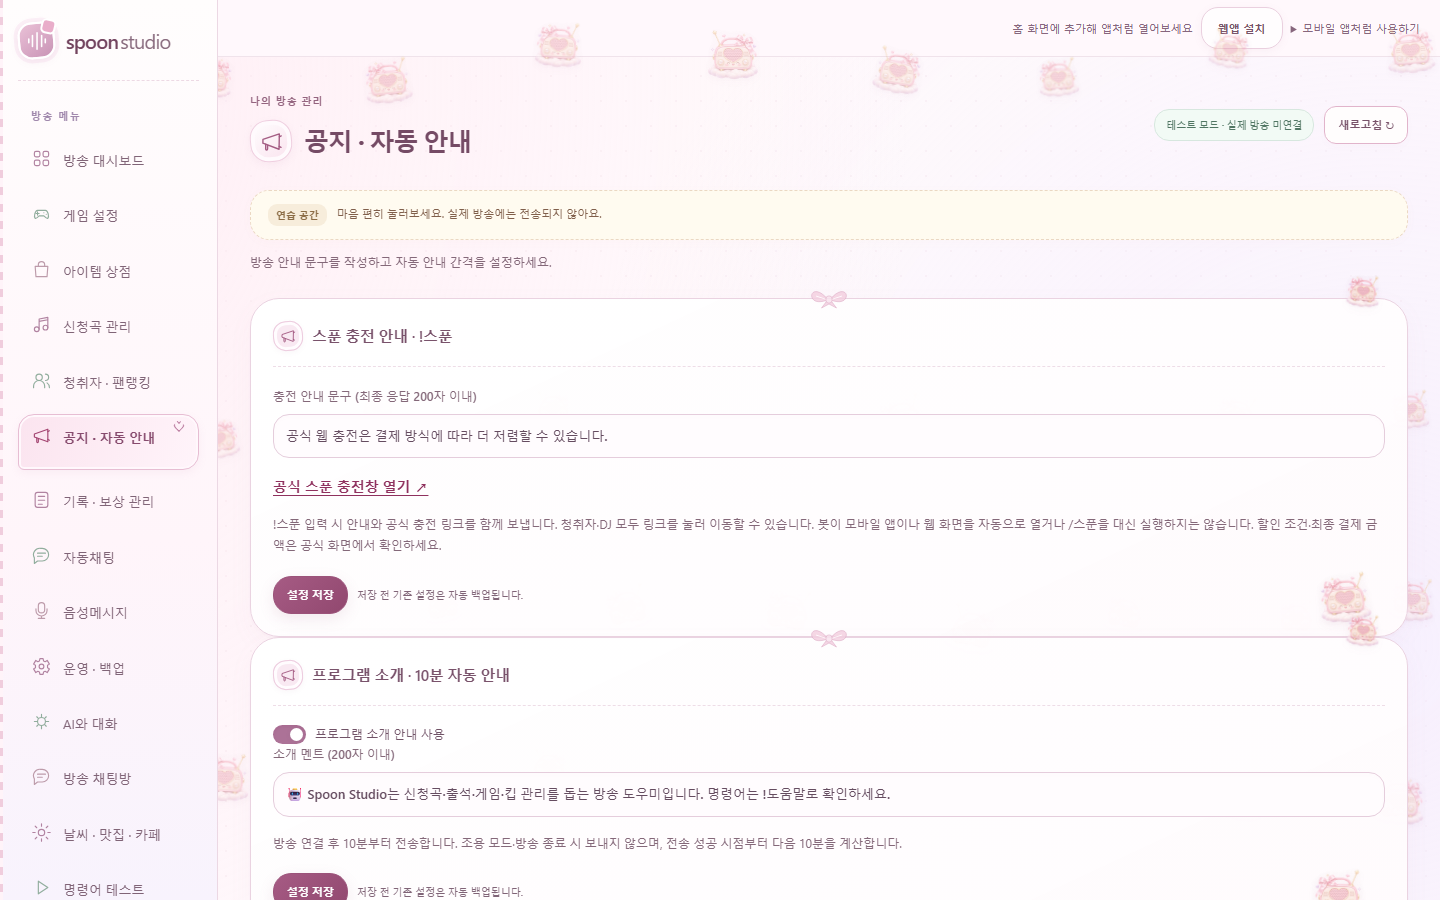 spoon studio
홈 화면에 추가해 앱처럼 열어보세요
웹앱 설치
▶ 모바일 앱처럼 사용하기
방송 메뉴
방송 대시보드
게임 설정
아이템 상점
신청곡 관리
청취자 · 팬랭킹
공지 · 자동 안내
기록 · 보상 관리
자동채팅
음성메시지
운영 · 백업
AI와 대화
방송 채팅방
날씨 · 맛집 · 카페
명령어 테스트
나의 방송 관리
공지 · 자동 안내
테스트 모드 · 실제 방송 미연결
새로고침 ↻
연습 공간
마음 편히 눌러보세요. 실제 방송에는 전송되지 않아요.
방송 안내 문구를 작성하고 자동 안내 간격을 설정하세요.
스푼 충전 안내 · !스푼
충전 안내 문구 (최종 응답 200자 이내)
공식 웹 충전은 결제 방식에 따라 더 저렴할 수 있습니다.
공식 스푼 충전창 열기 ↗
!스푼 입력 시 안내와 공식 충전 링크를 함께 보냅니다. 청취자·DJ 모두 링크를 눌러 이동할 수 있습니다. 봇이 모바일 앱이나 웹 화면을 자동으로 열거나 /스푼을 대신 실행하지는 않습니다. 할인 조건·최종 결제 금
액은 공식 화면에서 확인하세요.
설정 저장
저장 전 기존 설정은 자동 백업됩니다.
프로그램 소개 · 10분 자동 안내
프로그램 소개 안내 사용
소개 멘트 (200자 이내)
Spoon Studio는 신청곡·출석·게임·킵 관리를 돕는 방송 도우미입니다. 명령어는 !도움말로 확인하세요.
방송 연결 후 10분부터 전송합니다. 조용 모드·방송 종료 시 보내지 않으며, 전송 성공 시점부터 다음 10분을 계산합니다.
설정 저장
저장 전 기존 설정은 자동 백업됩니다.